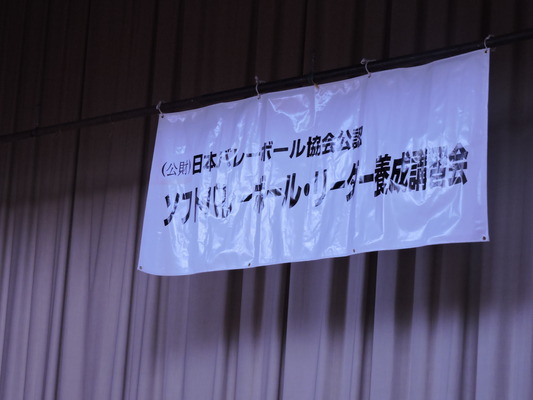 (公財)日本バレーボール協会公認
ソフトバレーボール・リーダー養成講習会